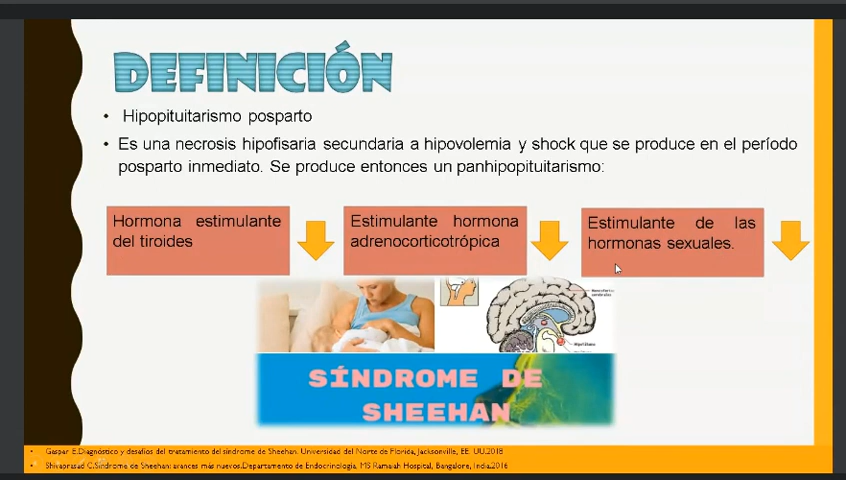 DEFINICIÓN
• Hipopituitarismo posparto
• Es una necrosis hipofisaria secundaria a hipovolemia y shock que se produce en el período
posparto inmediato. Se produce entonces un panhipopituitarismo:
Hormona estimulante
del tiroides
Estimulante hormona
adrenocorticotrópica
Estimulante de las
hormonas sexuales.
SÍNDROME DE
SHEEHAN
• Gaspar E.Diagnóstico y desafíos del tratamiento del síndrome de Sheehan. Universidad del Norte de Florida, Jacksonville, EE. UU.2018
• Shivaprasad C.Síndrome de Sheehan: avances más nuevos.Departamento de Endocrinología, MS Ramaiah Hospital, Bangalore, India.2016